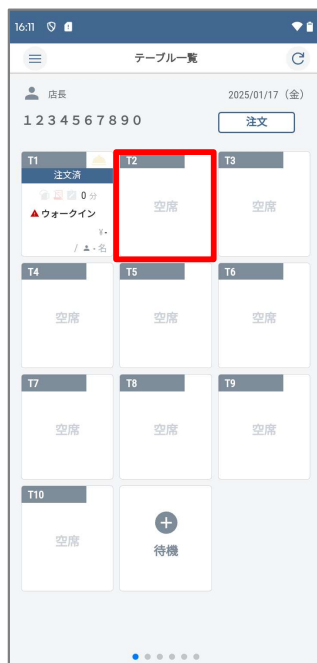 16:11
テーブル一覧
店長
2025/01/17（金）
1234567890
注文
T1
T2
T3
注文済
0 分
ウォークイン
空席
空席
¥-
/ - 名
T4
T5
T6
空席
空席
空席
T7
T8
T9
空席
空席
空席
T10
空席
待機